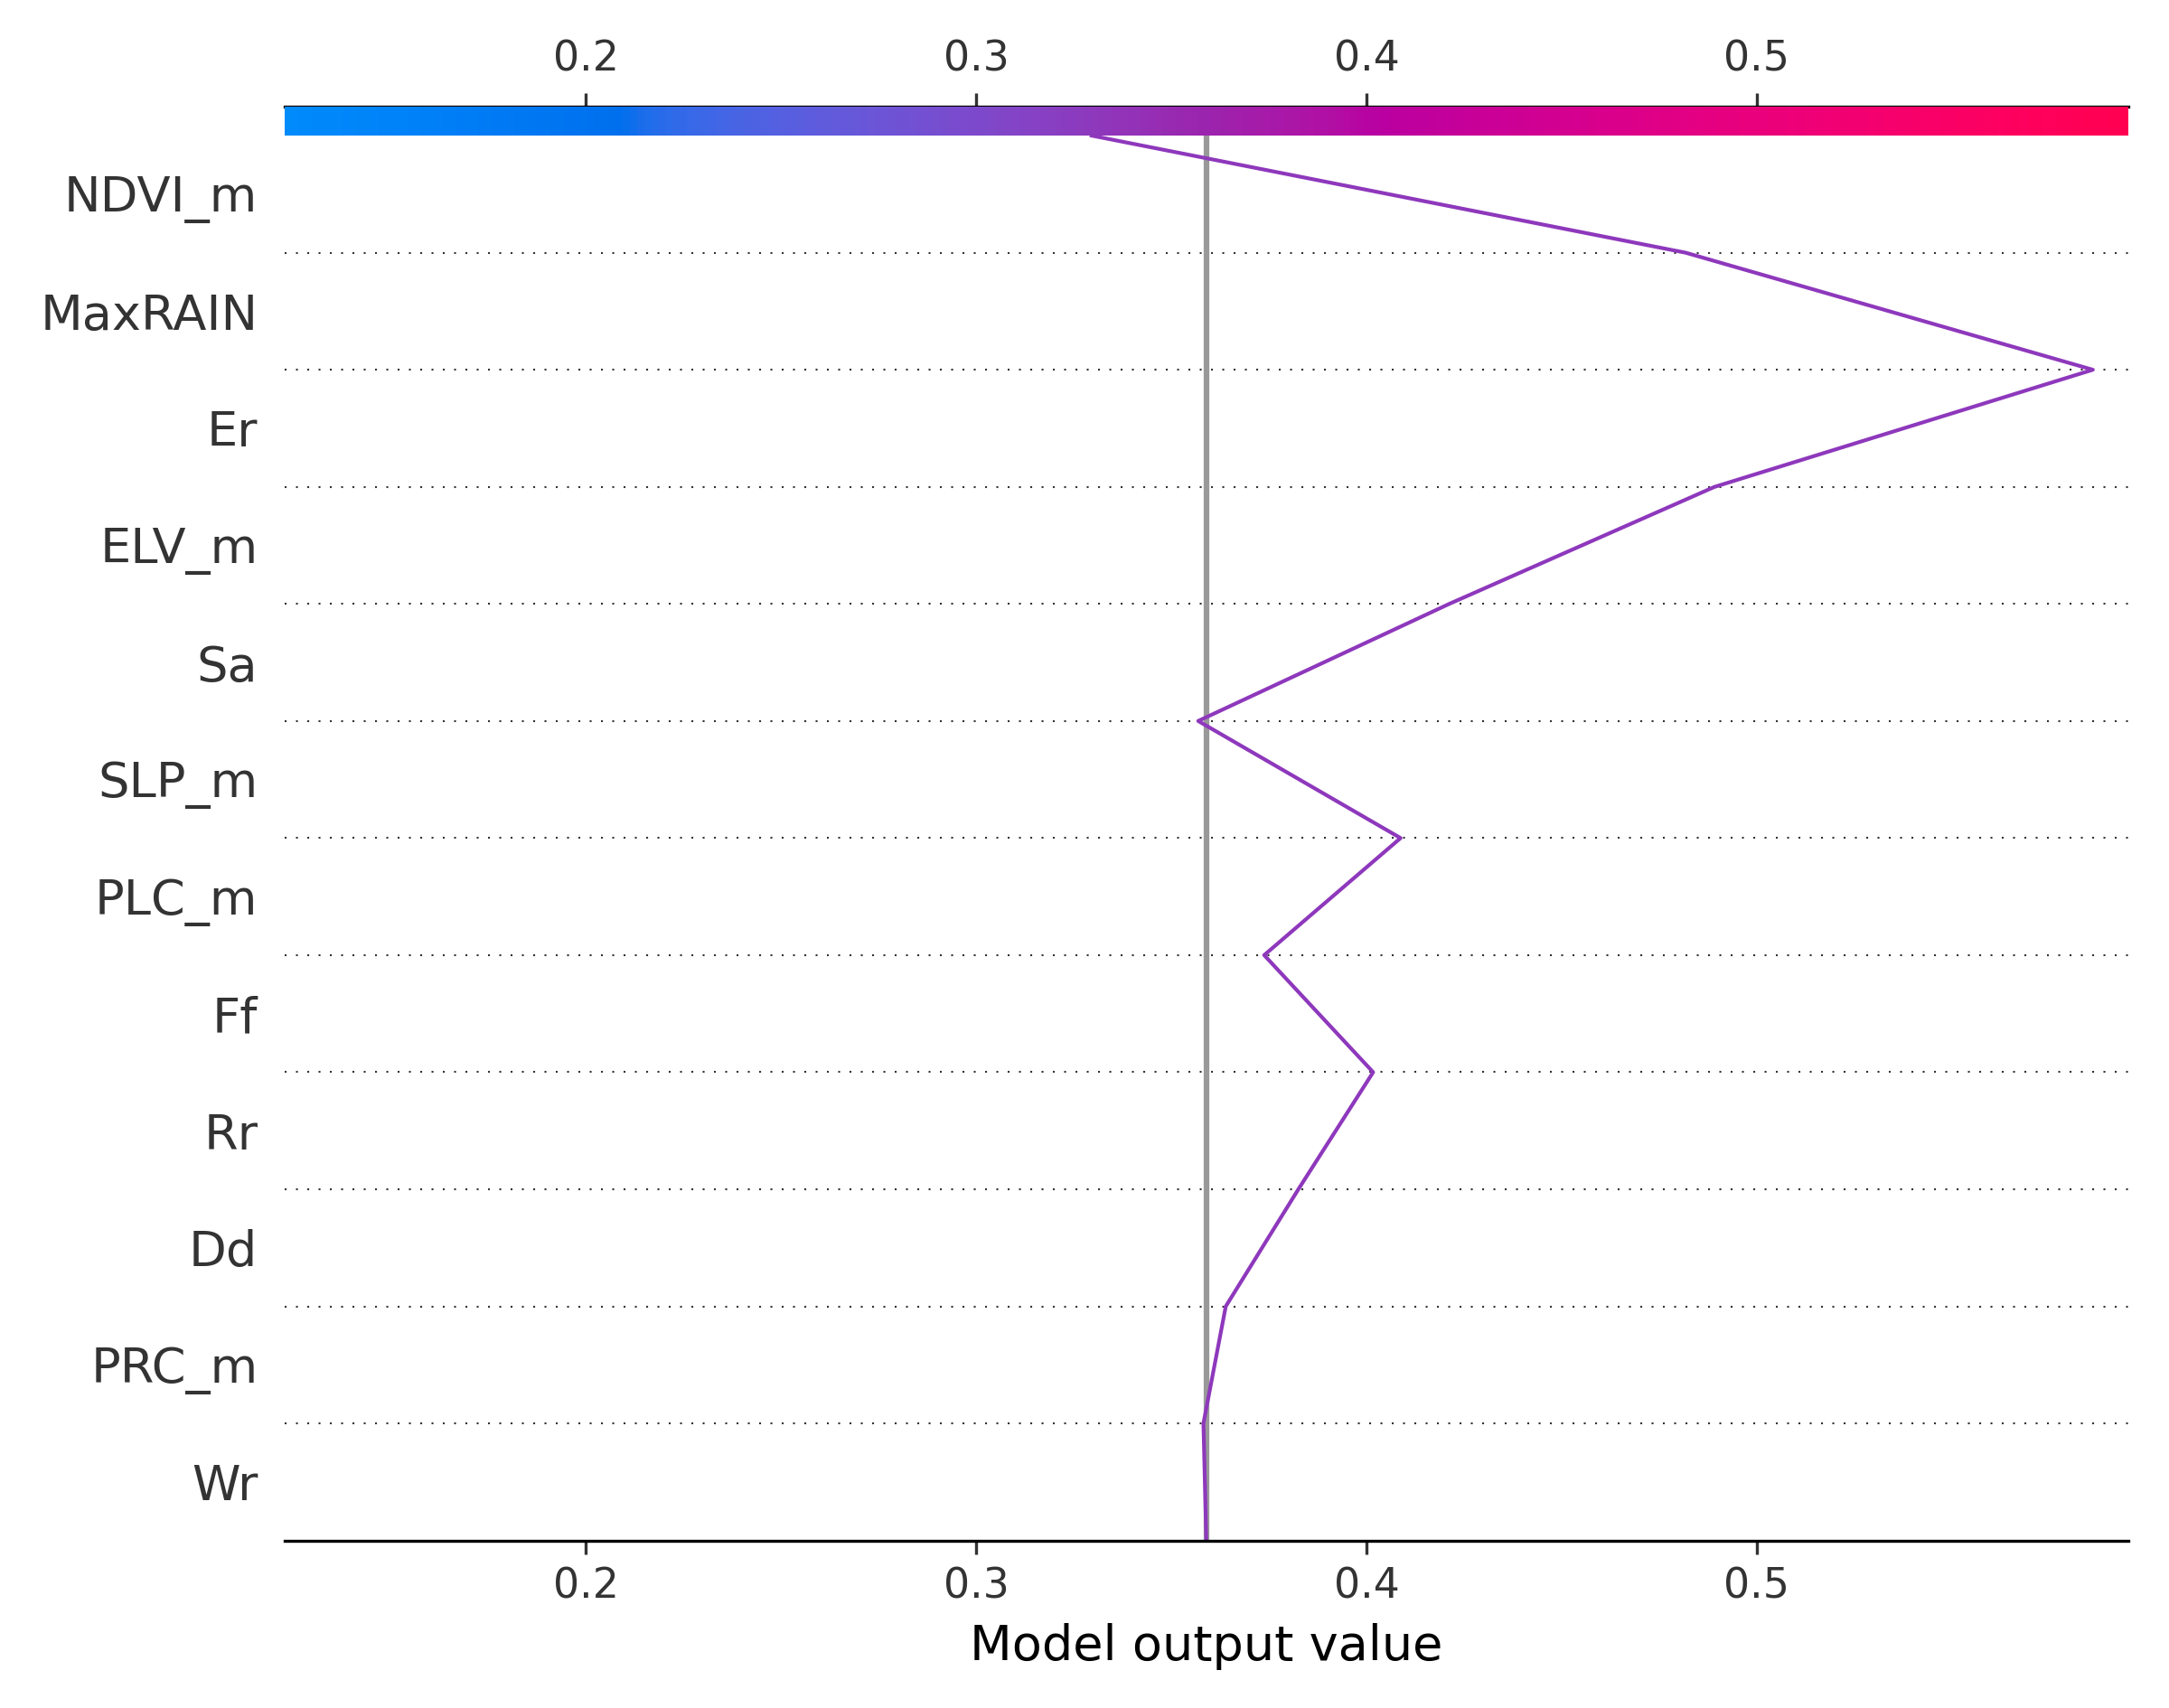 0.2 0.3 0.4 0.5
NDVI_m
MaxRAIN
Er
ELV_m
Sa
SLP_m
PLC_m
Ff
Rr
Dd
PRC_m
Wr
0.2 0.3 0.4 0.5
Model output value